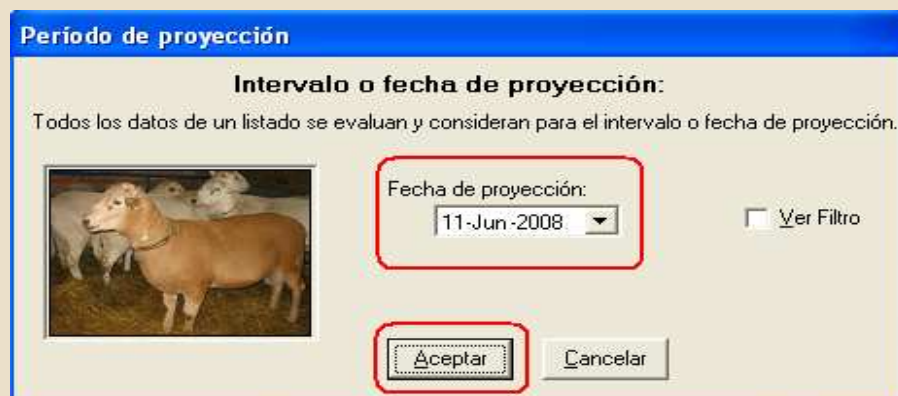 Período de proyección
Intervalo o fecha de proyección:
Todos los datos de un listado se evaluan y consideran para el intervalo o fecha de proyección.
Fecha de proyección:
11-Jun-2008
Ver Filtro
Aceptar
Cancelar